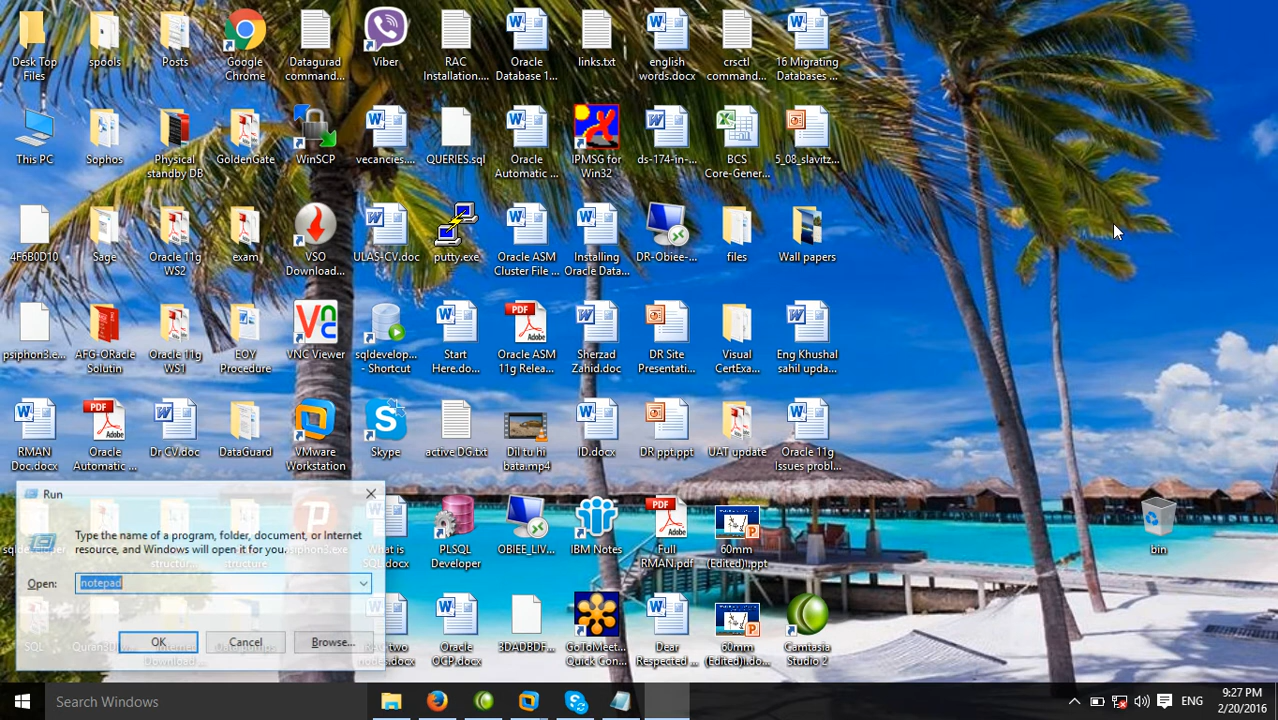 Desk Top
Files
spools
Posts
Google
Chrome
Datagurad
command...
Viber
RAC
Installation....
Oracle
Database 1...
links.txt
english
words.docx
crsctl
command...
16 Migrating
Databases ...
This PC
Sophos
Physical
standby DB
GoldenGate
WinSCP
vecancies....
QUERIES.sql
Oracle
Automatic ...
IPMSG for
Win32
ds-174-in-...
BCS
Core-Gener...
5_08_slavitz...
4F6B0D10
Sage
Oracle 11g
WS2
exam
VSO
Download...
ULAS-CV.doc
putty.exe
Oracle ASM
Cluster File ...
Installing
Oracle Data...
DR-Obiee-...
files
Wall papers
psiphon3.e...
AFG-ORacle
Solutin
Oracle 11g
WS1
EOY
Procedure
VNC Viewer
sqldevelop...
- Shortcut
Start
Here.do...
Oracle ASM
11g Relea...
Sherzad
Zahid.doc
DR Site
Presentati...
Visual
CertExa...
Eng Khushal
sahil upda...
RMAN
Doc.docx
Oracle
Automatic ...
Dr CV.doc
DataGuard
VMware
Workstation
Skype
active DG.txt
Dil tu hi
bata.mp4
ID.docx
DR ppt.ppt
UAT update
Oracle 11g
Issues probl...
Run
Type the name of a program, folder, document, or Internet
resource, and Windows will open it for you.
Open:
notepad
OK
Cancel
Browse...
What is
SQL.docx
PLSQL
Developer
OBIEE_LIV...
IBM Notes
Full
RMAN.pdf
60mm
(Edited)!.ppt
bin
SQL
Download...
nodes.docx
Oracle
OCP.docx
3DADBDF...
GoToMeet...
Quick Con...
Dear
Respected ...
60mm
(Edited)!.do...
Camtasia
Studio 2
Search Windows
ENG
9:27 PM
2/20/2016